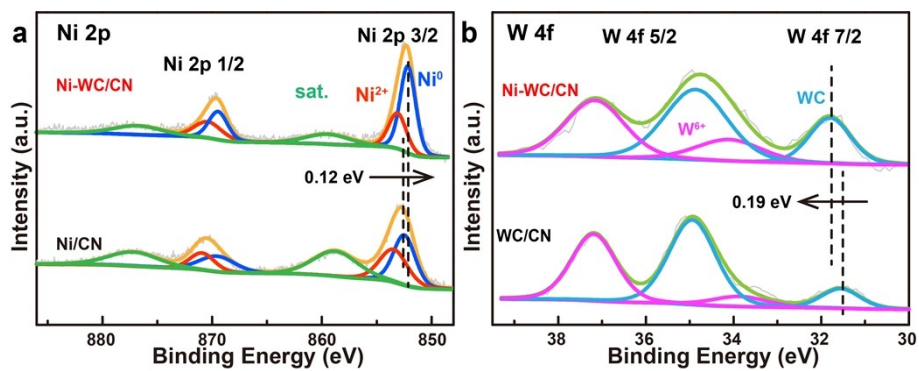 a
Ni 2p
Ni 2p 3/2
Ni 2p 1/2
Ni-WC/CN
sat.
Ni²⁺
Ni⁰
0.12 eV
Ni/CN
Intensity (a.u.)
880
870
860
850
Binding Energy (eV)
b
W 4f
W 4f 5/2
W 4f 7/2
Ni-WC/CN
WC
W⁶⁺
0.19 eV
WC/CN
Intensity (a.u.)
38
36
34
32
30
Binding Energy (eV)